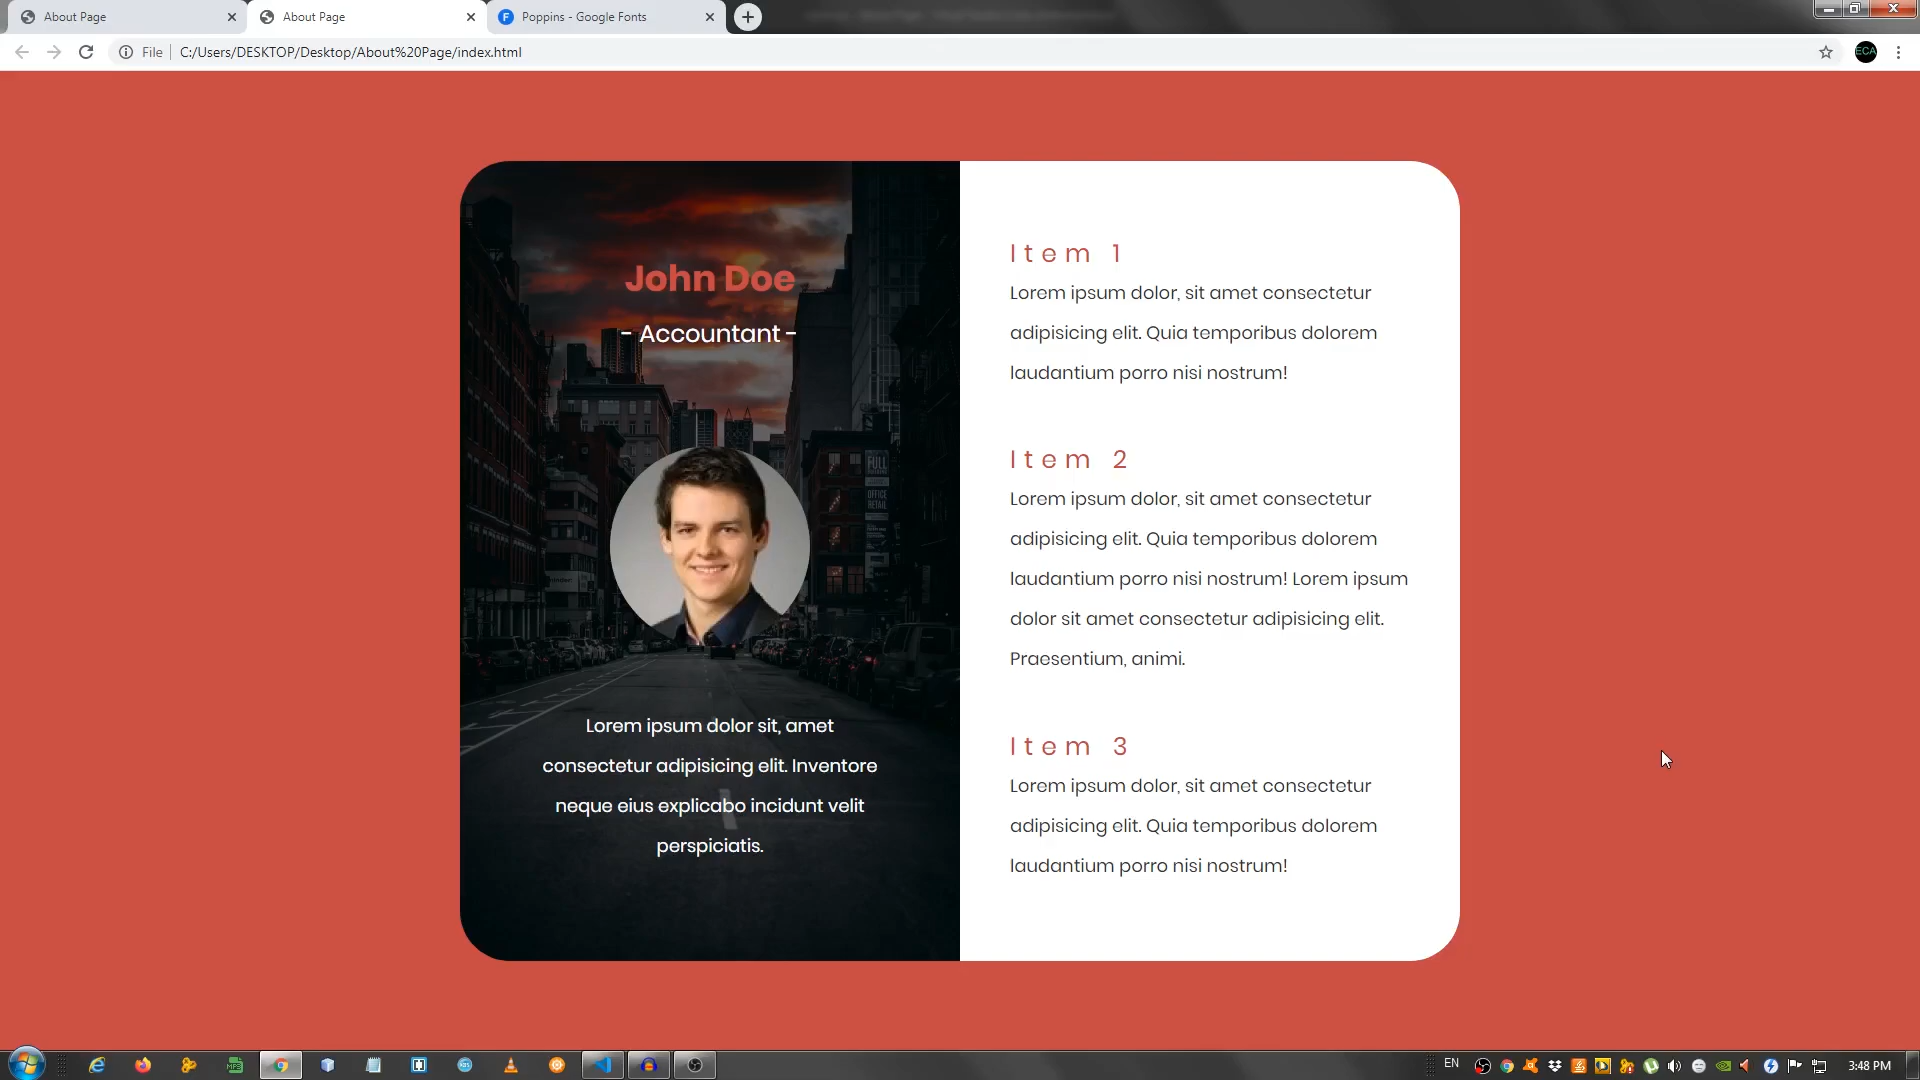 About Page
About Page
Poppins - Google Fonts
File
C:/Users/DESKTOP/Desktop/About%20Page/index.html
ECA
John Doe
- Accountant -
FULL
OFFICE
RETAIL
Lorem ipsum dolor sit, amet
consectetur adipisicing elit. Inventore
neque eius explicabo incidunt velit
perspiciatis.
Item 1
Lorem ipsum dolor, sit amet consectetur
adipisicing elit. Quia temporibus dolorem
laudantium porro nisi nostrum!
Item 2
Lorem ipsum dolor, sit amet consectetur
adipisicing elit. Quia temporibus dolorem
laudantium porro nisi nostrum! Lorem ipsum
dolor sit amet consectetur adipisicing elit.
Praesentium, animi.
Item 3
Lorem ipsum dolor, sit amet consectetur
adipisicing elit. Quia temporibus dolorem
laudantium porro nisi nostrum!
MP3
EN
3:48 PM